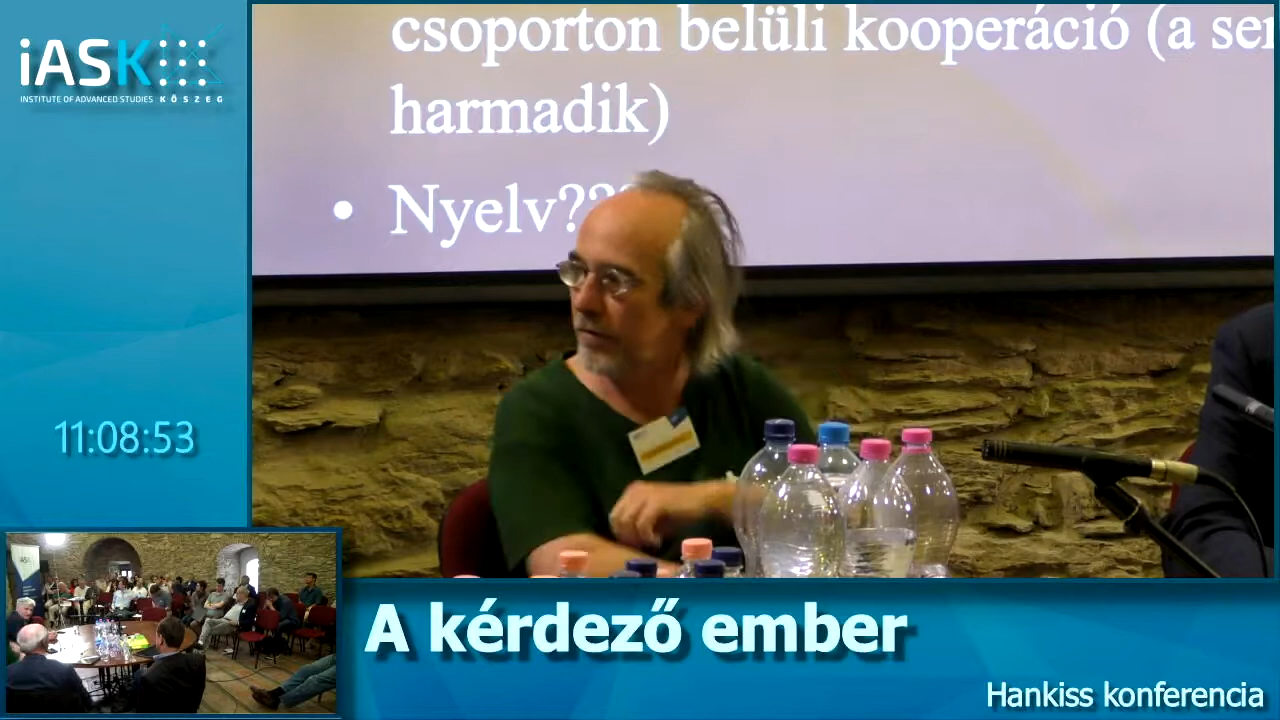 iASK
INSTITUTE OF ADVANCED STUDIES KŐSZEG
csoporton belüli kooperáció (a
harmadik)
• Nyelv???
11:08:53
A kérdező ember
Hankiss konferencia